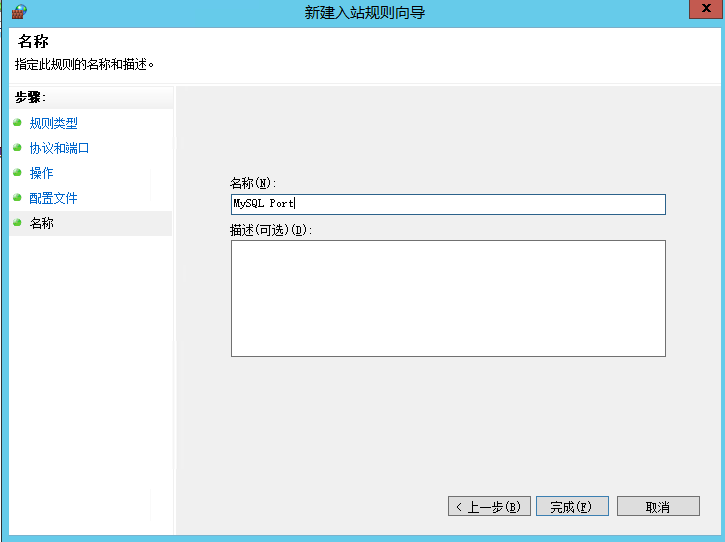 新建入站规则向导
x
名称
指定此规则的名称和描述。
步骤:
规则类型
协议和端口
操作
配置文件
名称
名称(N):
MySQL Port
描述(可选)(D):
< 上一步(B)
完成(F)
取消